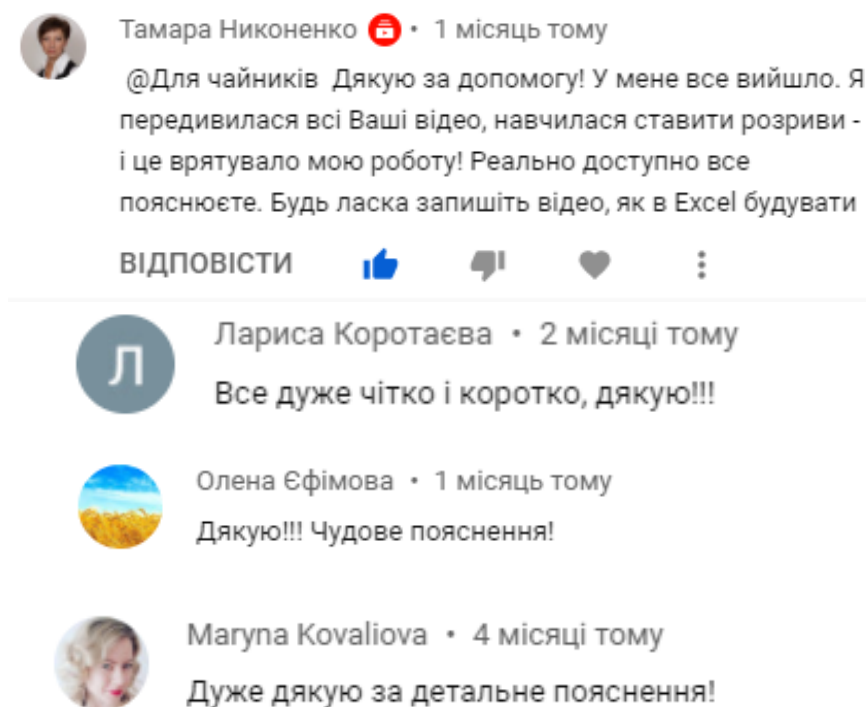 Тамара Никоненко • 1 місяць тому
@Для чайників Дякую за допомогу! У мене все вийшло. Я
передивилася всі Ваші відео, навчилася ставити розриви -
і це врятувало мою роботу! Реально доступно все
пояснюєте. Будь ласка запишіть відео, як в Excel будувати
ВІДПОВІСТИ
Л
Лариса Коротаєва • 2 місяці тому
Все дуже чітко і коротко, дякую!!!
Олена Єфімова • 1 місяць тому
Дякую!!! Чудове пояснення!
Maryna Kovaliova • 4 місяці тому
Дуже дякую за детальне пояснення!